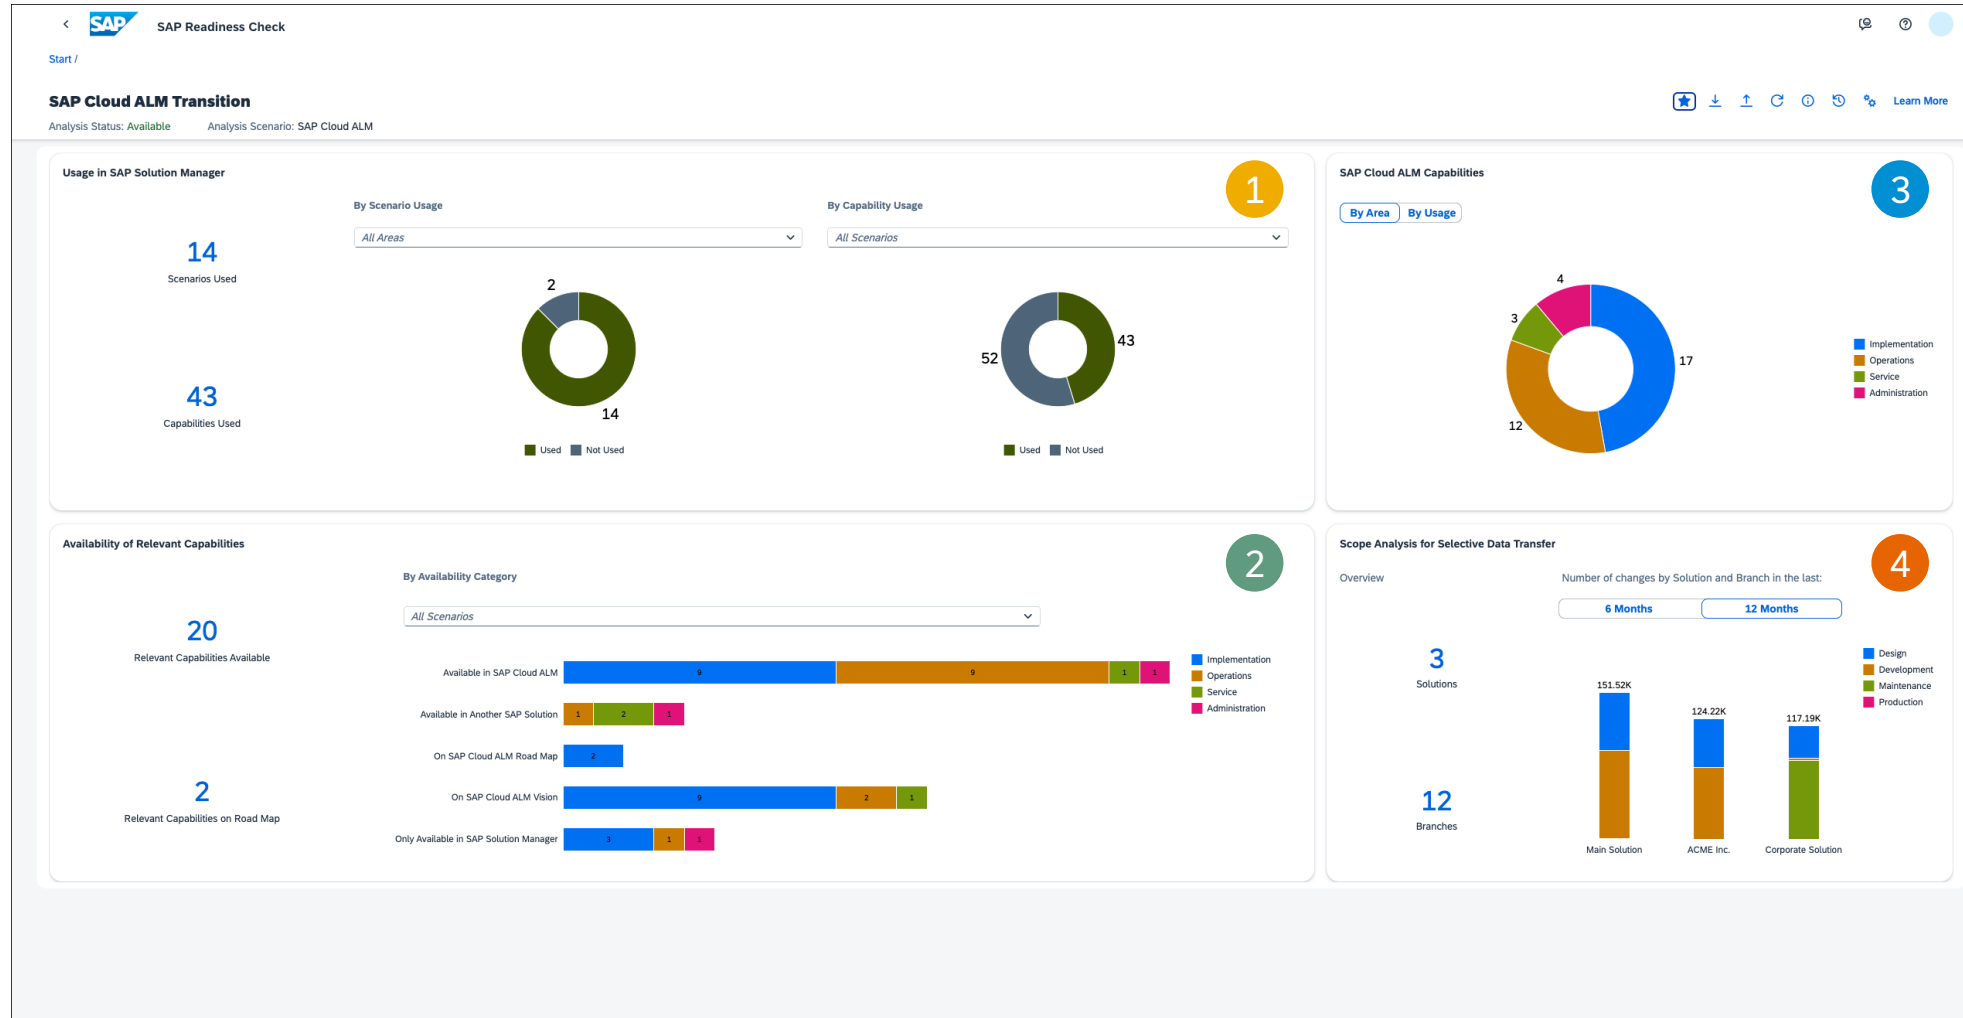 SAP
SAP Readiness Check
Start /
SAP Cloud ALM Transition
Learn More
Analysis Status: Available
Analysis Scenario: SAP Cloud ALM
Usage in SAP Solution Manager
1
14
Scenarios Used
43
Capabilities Used
By Scenario Usage
All Areas
2
14
Used
Not Used
By Capability Usage
All Scenarios
52
43
Used
Not Used
SAP Cloud ALM Capabilities
3
By Area
By Usage
4
3
17
12
Implementation
Operations
Service
Administration
Availability of Relevant Capabilities
2
20
Relevant Capabilities Available
2
Relevant Capabilities on Road Map
By Availability Category
All Scenarios
Available in SAP Cloud ALM
9
9
1
1
Available in Another SAP Solution
1
2
1
On SAP Cloud ALM Road Map
2
On SAP Cloud ALM Vision
9
2
1
Only Available in SAP Solution Manager
3
1
1
Implementation
Operations
Service
Administration
Scope Analysis for Selective Data Transfer
4
Overview
3
Solutions
12
Branches
Number of changes by Solution and Branch in the last:
6 Months
12 Months
151.52K
124.22K
117.19K
Main Solution
ACME Inc.
Corporate Solution
Design
Development
Maintenance
Production